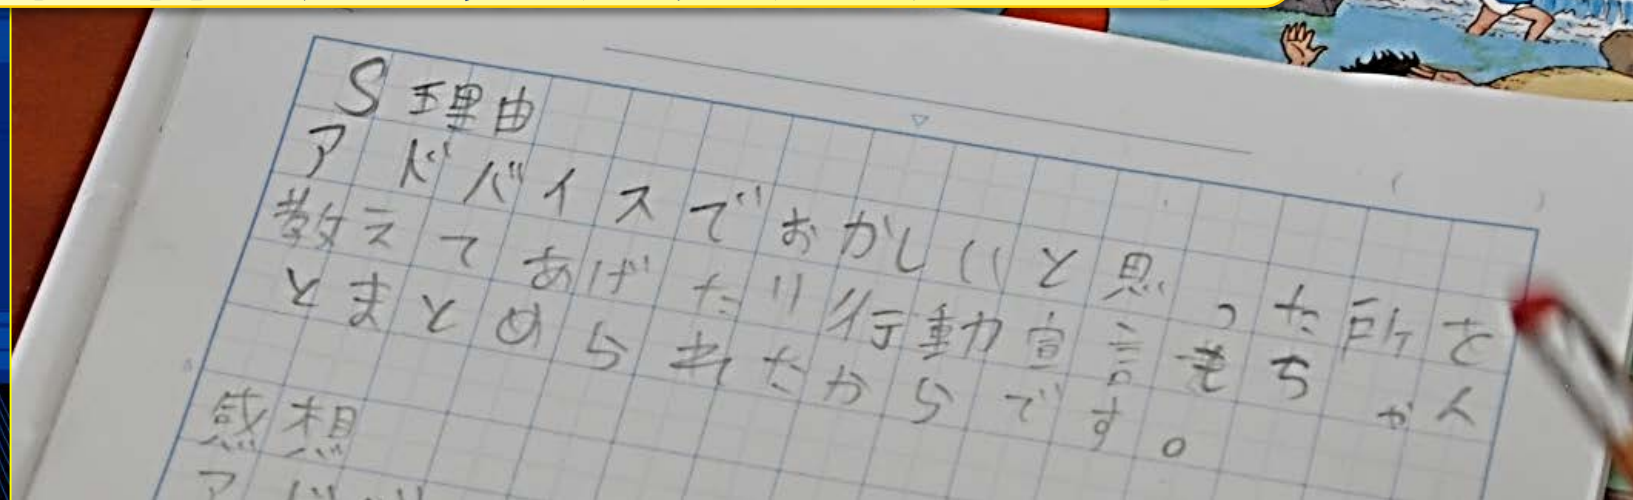 S 理由
アドバイスでおかしいと思った所を
教えてあげたり行動宣言もちゃん
とまとめられたからです。
感想